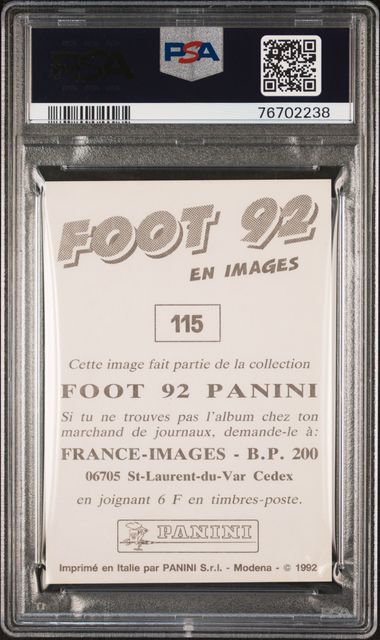 PSA
PSA
76702238
FOOT 92
EN IMAGES
115
Cette image fait partie de la collection
FOOT 92 PANINI
Si tu ne trouves pas l'album chez ton
marchand de journaux, demande-le à:
FRANCE-IMAGES - B.P. 200
06705 St-Laurent-du-Var Cedex
en joignant 6 F en timbres-poste.
PANINI
Imprimé en Italie par PANINI S.r.l. - Modena - © 1992